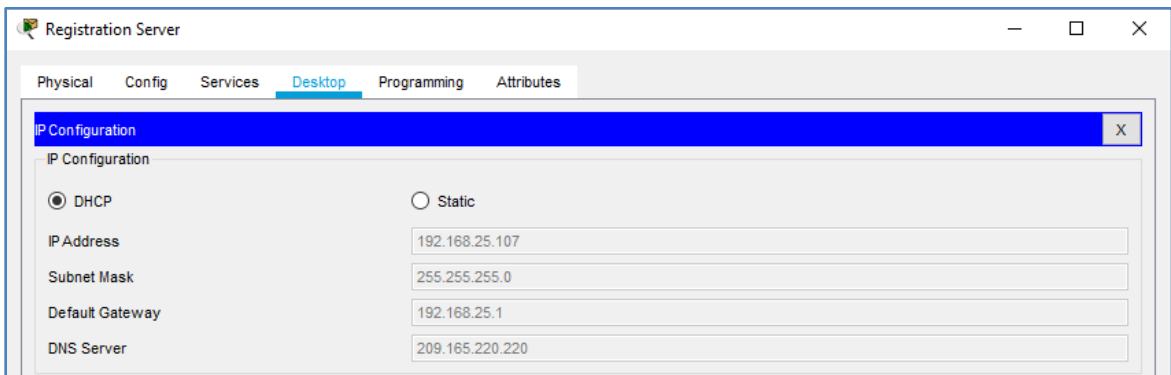 Registration Server
Physical Config Services Desktop Programming Attributes
IP Configuration X
IP Configuration
DHCP Static
IP Address 192.168.25.107
Subnet Mask 255.255.255.0
Default Gateway 192.168.25.1
DNS Server 209.165.220.220